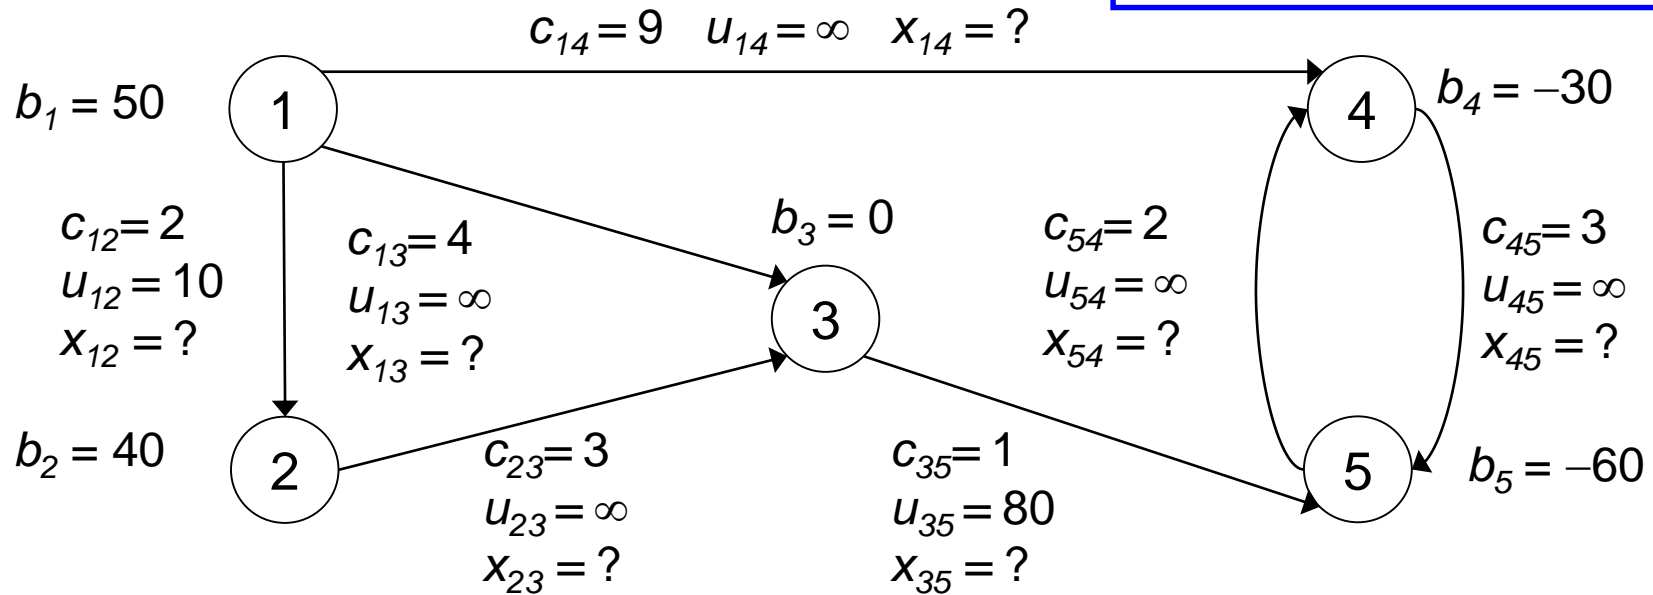 c14 = 9 u14 = ∞ x14 = ?
b1 = 50
1
4
b4 = −30
c12 = 2
u12 = 10
x12 = ?
c13 = 4
u13 = ∞
x13 = ?
b3 = 0
3
c54 = 2
u54 = ∞
x54 = ?
c45 = 3
u45 = ∞
x45 = ?
b2 = 40
2
c23 = 3
u23 = ∞
x23 = ?
c35 = 1
u35 = 80
x35 = ?
5
b5 = −60